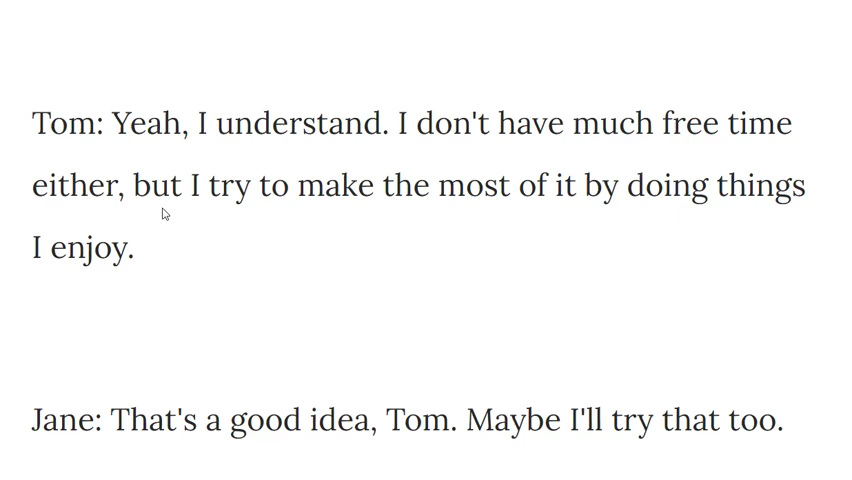 Tom: Yeah, I understand. I don't have much free time
either, but I try to make the most of it by doing things
I enjoy.
Jane: That's a good idea, Tom. Maybe I'll try that too.